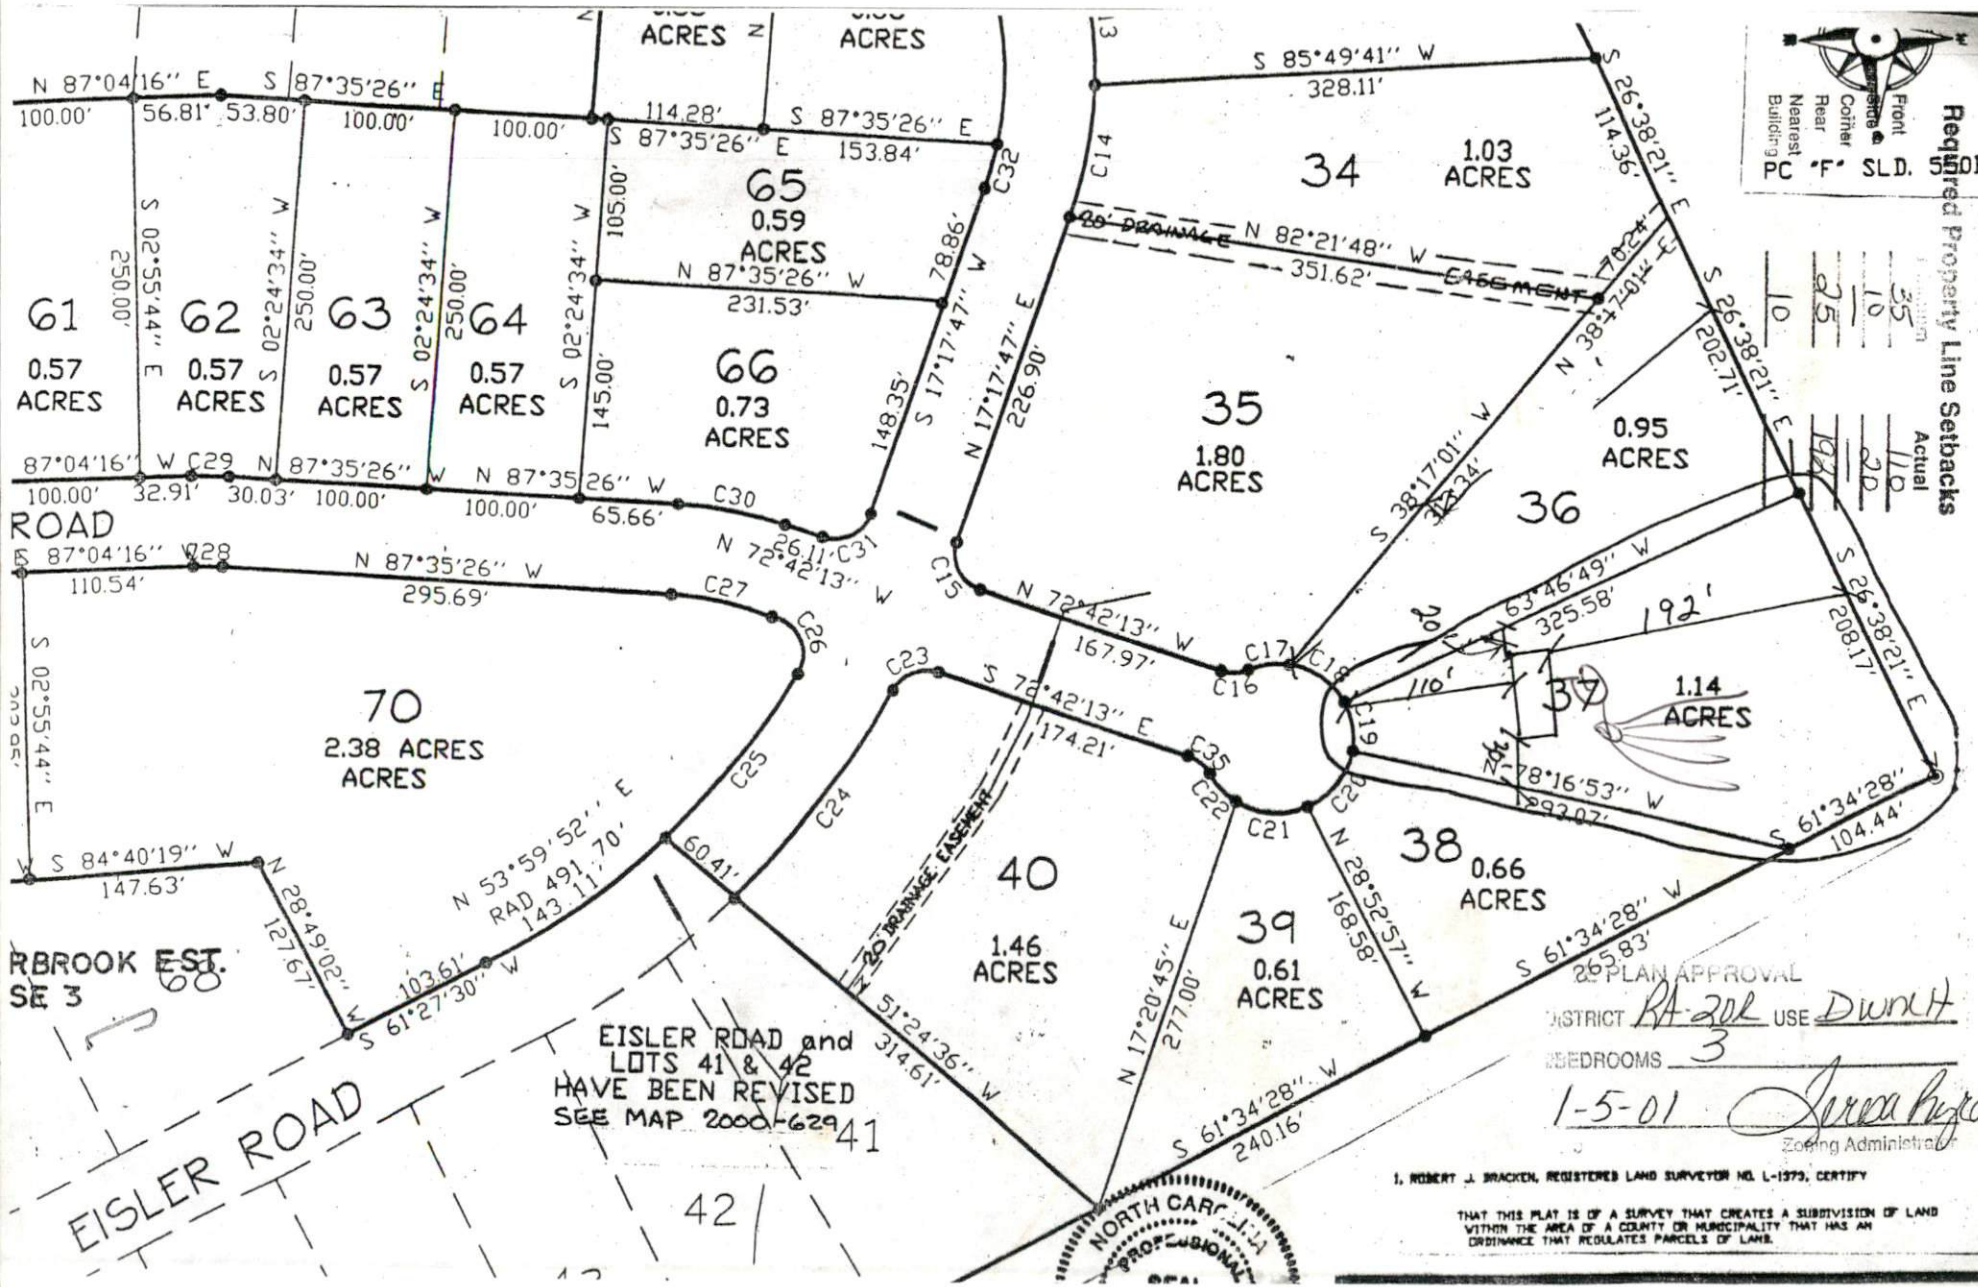 ACRES
ACRES
N 87°04'16'' E
100.00'
56.81'
53.80'
S 87°35'26'' E
100.00'
100.00'
114.28'
S 87°35'26'' E
S 87°35'26'' E
153.84'
C32
C14
13
S 85°49'41'' W
328.11'
34
1.03
ACRES
S 26°38'21'' E
114.36'
Front
Corner
Rear
Nearest
Building
PC "F" SLD.
Required Property Line Setbacks
35
10
25
10
Actual
110
20
192
S 02°55'44'' E
250.00'
S 02°24'34'' W
250.00'
S 02°24'34'' W
250.00'
S 02°24'34'' W
105.00'
145.00'
65
0.59
ACRES
N 87°35'26'' W
231.53'
78.86'
S 17°17'47'' W
148.35'
N 17°17'47'' E
226.90'
20' DRAINAGE
N 82°21'48'' W
351.62'
EASEMENT
70.24'
N 38°17'01'' E
S 26°38'21'' E
202.71'
61
0.57
ACRES
62
0.57
ACRES
63
0.57
ACRES
64
0.57
ACRES
66
0.73
ACRES
35
1.80
ACRES
S 38°17'01'' W
0.95
ACRES
36
87°04'16'' W
100.00'
32.91'
C29
30.03'
N 87°35'26'' W
100.00'
N 87°35'26'' W
100.00'
65.66'
C30
26.11'
C31
N 72°42'13'' W
ROAD
87°04'16'' W
110.54'
C28
N 87°35'26'' W
295.69'
C27
C26
C15
N 72°42'13'' W
167.97'
C16
C17
C18
C19
63°46'49'' W
325.58'
20'
192'
110'
37
1.14
ACRES
S 26°38'21'' E
208.17'
78°16'53'' W
293.07'
S 61°34'28''
104.44'
S 02°55'44'' E
70
2.38 ACRES
ACRES
C25
C24
C23
S 72°42'13'' E
174.21'
C35
C22
C21
C20
S 84°40'19'' W
147.63'
N 28°49'02'' W
127.67'
N 53°59'52'' E
RAD 491.70'
143.11'
60.41'
103.61'
S 61°27'30'' W
20' DRAINAGE EASEMENT
40
1.46
ACRES
39
0.61
ACRES
38
0.66
ACRES
N 28°52'57'' W
168.58'
S 61°34'28'' W
N 17°20'45'' E
277.00'
N 51°24'36'' W
314.61'
S 61°34'28'' W
240.16'
RBROOK EST.
SE 3
68
EISLER ROAD and
LOTS 41 & 42
HAVE BEEN REVISED
SEE MAP 2000-629
41
42
EISLER ROAD
PLAN APPROVAL
DISTRICT RA-20R USE DWMH
BEDROOMS 3
1-5-01
Zoning Administrator
NORTH CAROLINA
PROFESSIONAL
SEAL
I, ROBERT J. BRACKEN, REGISTERED LAND SURVEYOR NO. L-1373, CERTIFY
THAT THIS PLAT IS OF A SURVEY THAT CREATES A SUBDIVISION OF LAND
WITHIN THE AREA OF A COUNTY OR MUNICIPALITY THAT HAS AN
ORDINANCE THAT REGULATES PARCELS OF LAND.